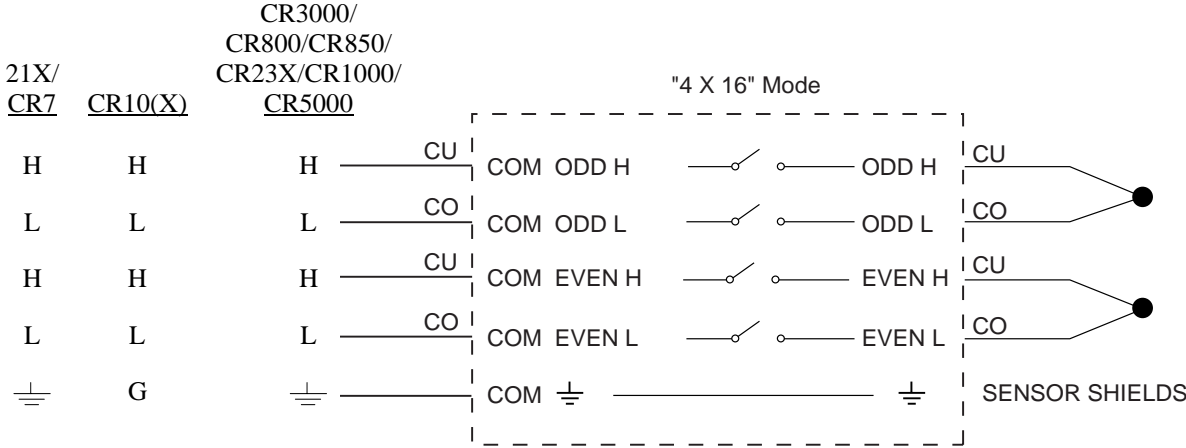 CR3000/
CR800/CR850/
21X/ CR23X/CR1000/
CR7 CR10(X) CR5000
"4 X 16" Mode
H H H CU COM ODD H ODD H CU
L L L CO COM ODD L ODD L CO
H H H CU COM EVEN H EVEN H CU
L L L CO COM EVEN L EVEN L CO
G COM SENSOR SHIELDS